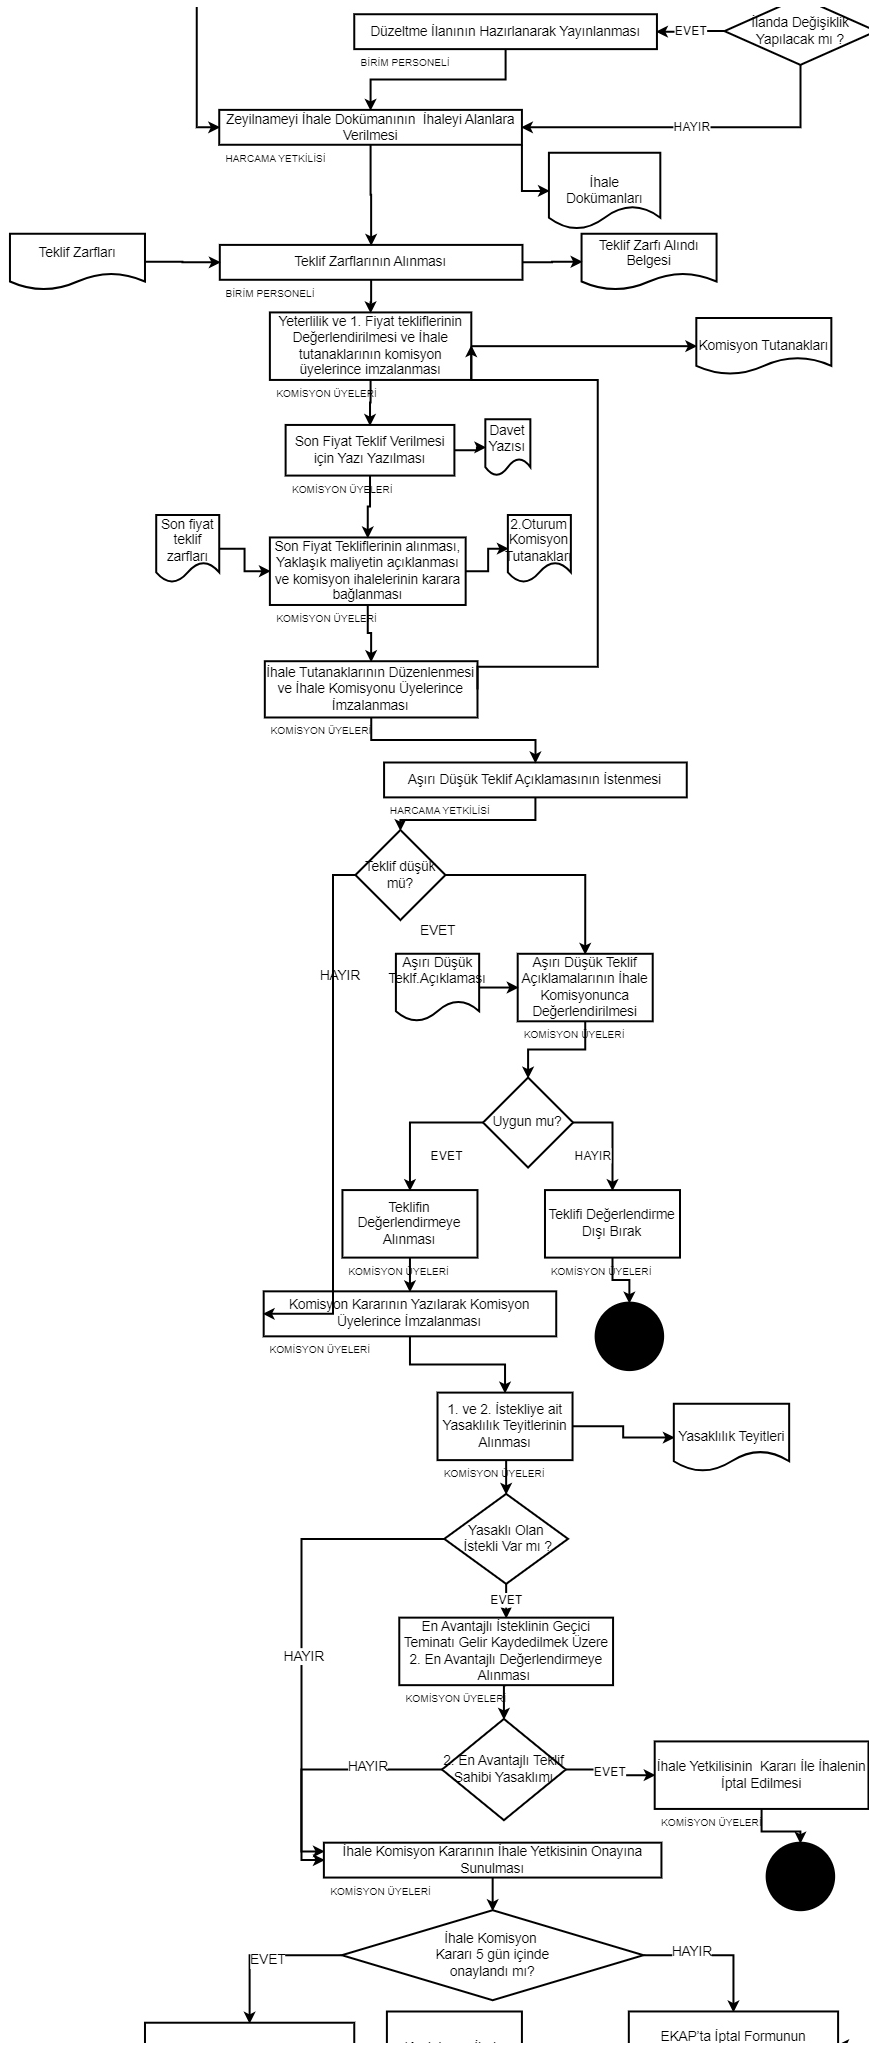 İlanda Değişiklik
Yapılacak mı ?
EVET
Düzeltme İlanının Hazırlanarak Yayınlanması
BİRİM PERSONELİ
Zeyilnameyi İhale Dokümanının  İhaleyi Alanlara
Verilmesi
HAYIR
HARCAMA YETKİLİSİ
İhale
Dokümanları
Teklif Zarfları
Teklif Zarflarının Alınması
Teklif Zarfı Alındı
Belgesi
BİRİM PERSONELİ
Yeterlilik ve 1. Fiyat tekliflerinin
Değerlendirilmesi ve İhale
tutanaklarının komisyon
üyelerince imzalanması
Komisyon Tutanakları
KOMİSYON ÜYELERİ
Son Fiyat Teklif Verilmesi
için Yazı Yazılması
Davet
Yazısı
KOMİSYON ÜYELERİ
Son fiyat
teklif
zarfları
Son Fiyat Tekliflerinin alınması,
Yaklaşık maliyetin açıklanması
ve komisyon ihalelerinin karara
bağlanması
2.Oturum
Komisyon
Tutanakları
KOMİSYON ÜYELERİ
İhale Tutanaklarının Düzenlenmesi
ve İhale Komisyonu Üyelerince
İmzalanması
KOMİSYON ÜYELERİ
Aşırı Düşük Teklif Açıklamasının İstenmesi
HARCAMA YETKİLİSİ
Teklif düşük
mü?
EVET
HAYIR
Aşırı Düşük
Teklf.Açıklaması
Aşırı Düşük Teklif
Açıklamalarının İhale
Komisyonunca
Değerlendirilmesi
KOMİSYON ÜYELERİ
Uygun mu?
EVET
HAYIR
Teklifin
Değerlendirmeye
Alınması
Teklifi Değerlendirme
Dışı Bırak
KOMİSYON ÜYELERİ
KOMİSYON ÜYELERİ
Komisyon Kararının Yazılarak Komisyon
Üyelerince İmzalanması
KOMİSYON ÜYELERİ
1. ve 2. İstekliye ait
Yasaklılık Teyitlerinin
Alınması
Yasaklılık Teyitleri
KOMİSYON ÜYELERİ
Yasaklı Olan
İstekli Var mı ?
EVET
HAYIR
En Avantajlı İsteklinin Geçici
Teminatı Gelir Kaydedilmek Üzere
2. En Avantajlı Değerlendirmeye
Alınması
KOMİSYON ÜYELERİ
2. En Avantajlı Teklif
Sahibi Yasaklımı
HAYIR
EVET
İhale Yetkilisinin  Kararı İle İhalenin
İptal Edilmesi
KOMİSYON ÜYELERİ
İhale Komisyon Kararının İhale Yetkisinin Onayına
Sunulması
KOMİSYON ÜYELERİ
İhale Komisyon
Kararı 5 gün içinde
onaylandı mı?
EVET
HAYIR
EKAP'ta İptal Formunun